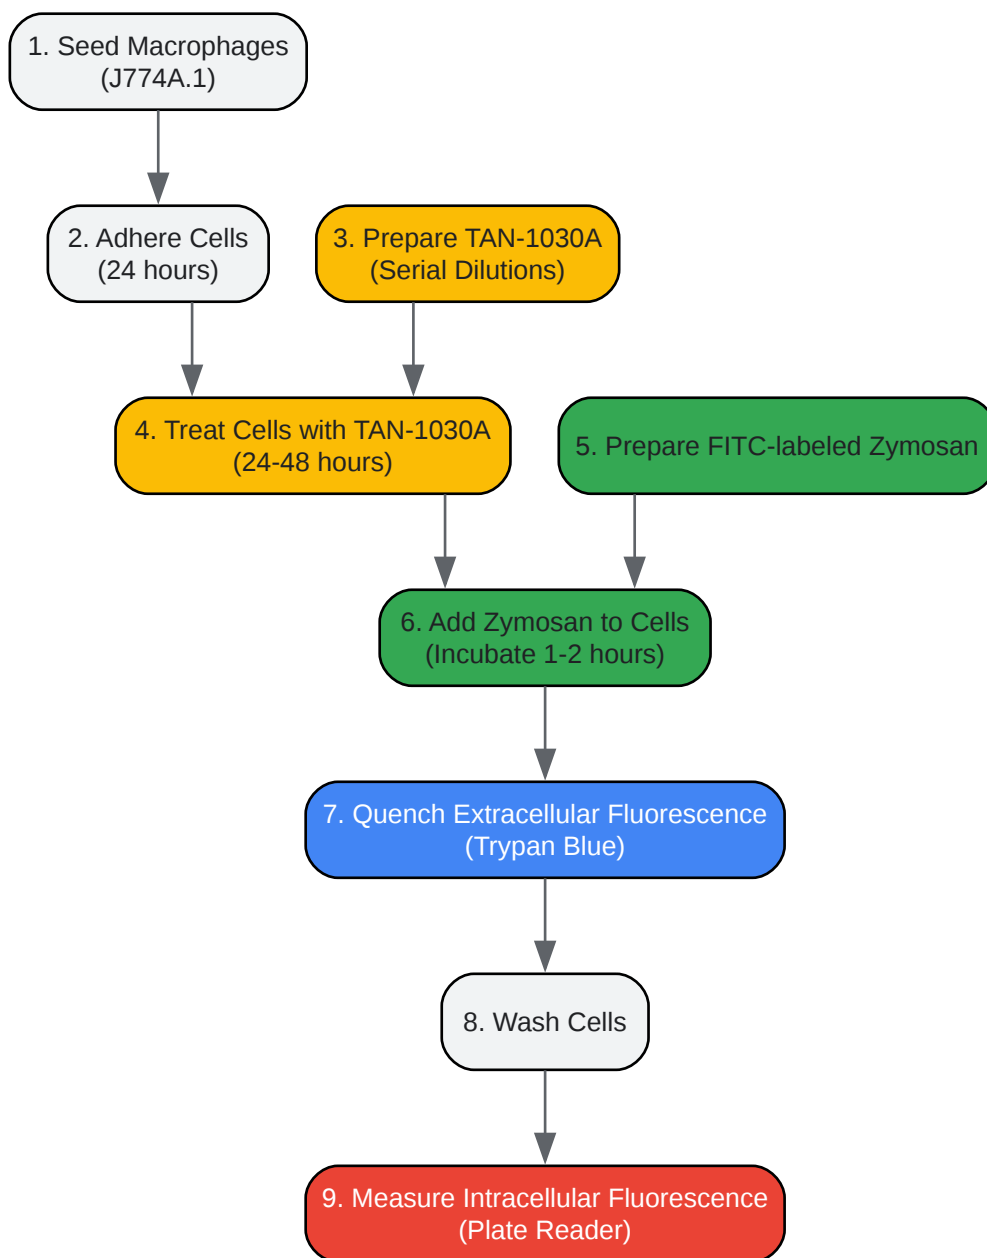 1. Seed Macrophages
(J774A.1)
2. Adhere Cells
(24 hours)
3. Prepare TAN-1030A
(Serial Dilutions)
4. Treat Cells with TAN-1030A
(24-48 hours)
5. Prepare FITC-labeled Zymosan
6. Add Zymosan to Cells
(Incubate 1-2 hours)
7. Quench Extracellular Fluorescence
(Trypan Blue)
8. Wash Cells
9. Measure Intracellular Fluorescence
(Plate Reader)